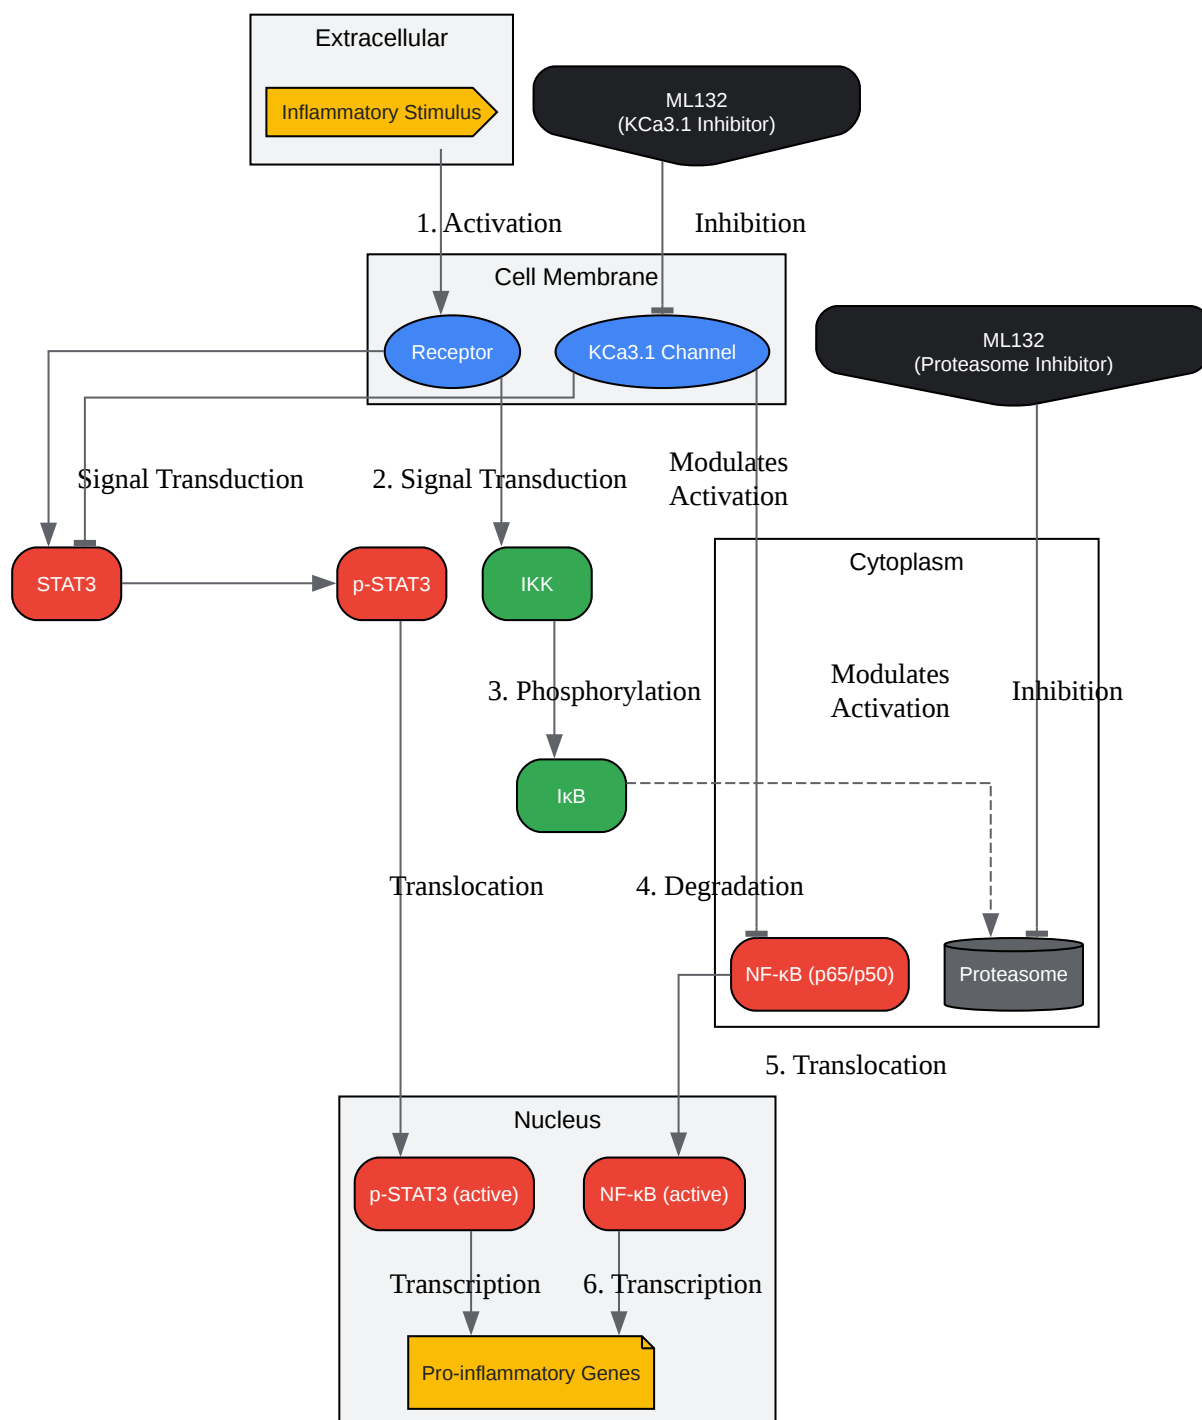 Extracellular
Inflammatory Stimulus
ML132
(KCa3.1 Inhibitor)
1. Activation
Inhibition
Cell Membrane
Receptor
KCa3.1 Channel
ML132
(Proteasome Inhibitor)
Signal Transduction
2. Signal Transduction
Modulates
Activation
STAT3
p-STAT3
IKK
Cytoplasm
3. Phosphorylation
Modulates
Activation
Inhibition
IκB
Translocation
4. Degradation
NF-κB (p65/p50)
Proteasome
5. Translocation
Nucleus
p-STAT3 (active)
NF-κB (active)
Transcription
6. Transcription
Pro-inflammatory Genes